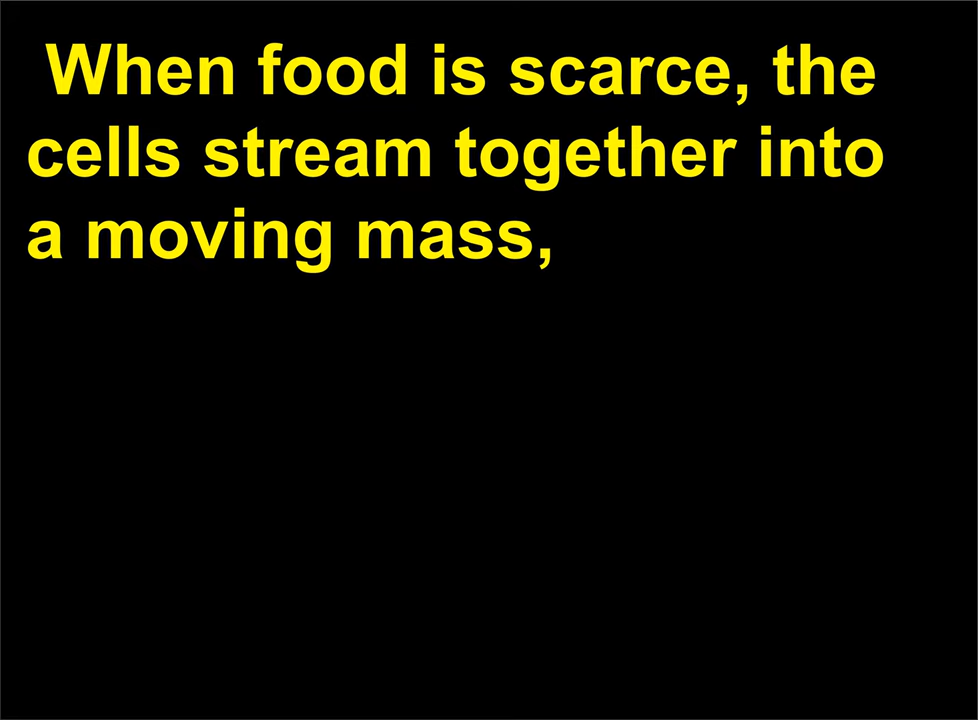 When food is scarce, the
cells stream together into
a moving mass,